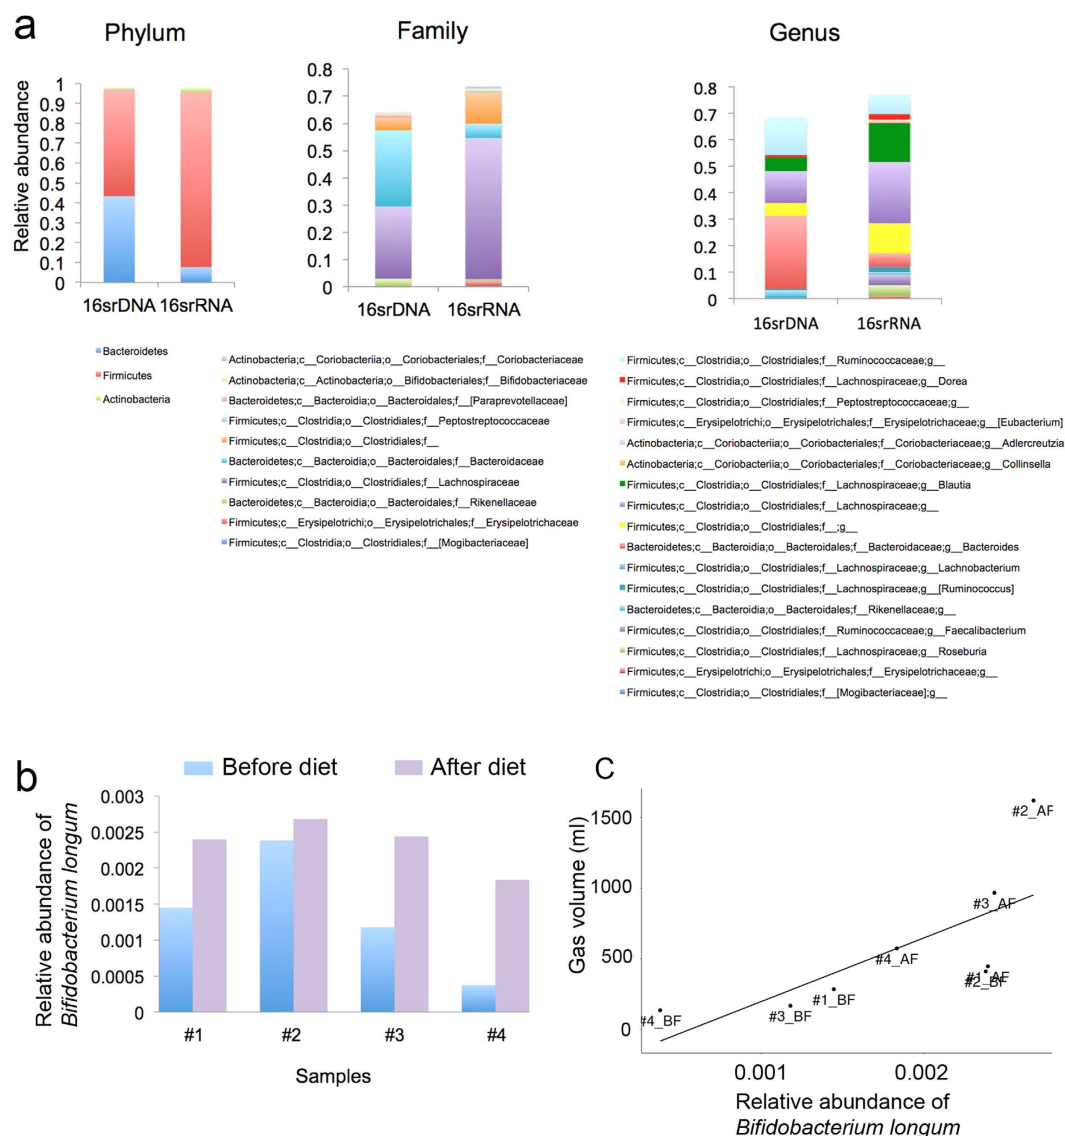 a
Phylum
Family
Genus
Relative abundance
1
0.9
0.8
0.7
0.6
0.5
0.4
0.3
0.2
0.1
0
16srDNA 16srRNA
0.8
0.7
0.6
0.5
0.4
0.3
0.2
0.1
0
16srDNA 16srRNA
0.8
0.7
0.6
0.5
0.4
0.3
0.2
0.1
0
16srDNA 16srRNA
Bacteroidetes
Firmicutes
Actinobacteria
Actinobacteria;c__Coriobacteriia;o__Coriobacteriales;f__Coriobacteriaceae
Actinobacteria;c__Actinobacteria;o__Bifidobacteriales;f__Bifidobacteriaceae
Bacteroidetes;c__Bacteroidia;o__Bacteroidales;f__[Paraprevotellaceae]
Firmicutes;c__Clostridia;o__Clostridiales;f__Peptostreptococcaceae
Firmicutes;c__Clostridia;o__Clostridiales;f__
Bacteroidetes;c__Bacteroidia;o__Bacteroidales;f__Bacteroidaceae
Firmicutes;c__Clostridia;o__Clostridiales;f__Lachnospiraceae
Bacteroidetes;c__Bacteroidia;o__Bacteroidales;f__Rikenellaceae
Firmicutes;c__Erysipelotrichi;o__Erysipelotrichales;f__Erysipelotrichaceae
Firmicutes;c__Clostridia;o__Clostridiales;f__[Mogibacteriaceae]
Firmicutes;c__Clostridia;o__Clostridiales;f__Ruminococcaceae;g__
Firmicutes;c__Clostridia;o__Clostridiales;f__Lachnospiraceae;g__Dorea
Firmicutes;c__Clostridia;o__Clostridiales;f__Peptostreptococcaceae;g__
Firmicutes;c__Erysipelotrichi;o__Erysipelotrichales;f__Erysipelotrichaceae;g__[Eubacterium]
Actinobacteria;c__Coriobacteriia;o__Coriobacteriales;f__Coriobacteriaceae;g__Adlercreutzia
Actinobacteria;c__Coriobacteriia;o__Coriobacteriales;f__Coriobacteriaceae;g__Collinsella
Firmicutes;c__Clostridia;o__Clostridiales;f__Lachnospiraceae;g__Blautia
Firmicutes;c__Clostridia;o__Clostridiales;f__Lachnospiraceae;g__
Firmicutes;c__Clostridia;o__Clostridiales;f__;g__
Bacteroidetes;c__Bacteroidia;o__Bacteroidales;f__Bacteroidaceae;g__Bacteroides
Firmicutes;c__Clostridia;o__Clostridiales;f__Lachnospiraceae;g__Lachnobacterium
Firmicutes;c__Clostridia;o__Clostridiales;f__Lachnospiraceae;g__[Ruminococcus]
Bacteroidetes;c__Bacteroidia;o__Bacteroidales;f__Rikenellaceae;g__
Firmicutes;c__Clostridia;o__Clostridiales;f__Ruminococcaceae;g__Faecalibacterium
Firmicutes;c__Clostridia;o__Clostridiales;f__Lachnospiraceae;g__Roseburia
Firmicutes;c__Erysipelotrichi;o__Erysipelotrichales;f__Erysipelotrichaceae;g__
Firmicutes;c__Clostridia;o__Clostridiales;f__[Mogibacteriaceae];g__
b
Before diet
After diet
Relative abundance of
Bifidobacterium longum
0.003
0.0025
0.002
0.0015
0.001
0.0005
0
#1 #2 #3 #4
Samples
C
Gas volume (ml)
1500
1000
500
0
#2_AF
#3_AF
#4_AF
#1_AF
#2_BF
#1_BF
#3_BF
#4_BF
0.001 0.002
Relative abundance of
Bifidobacterium longum